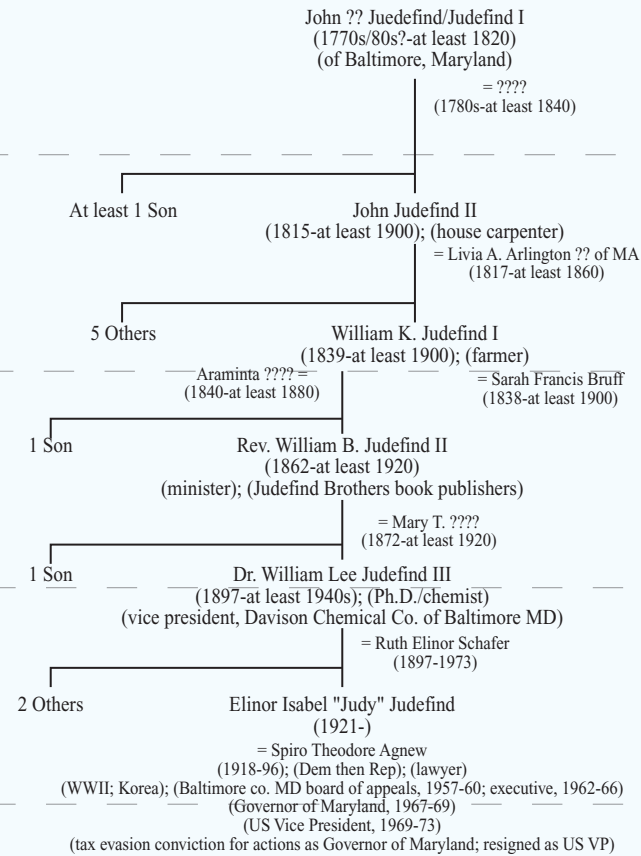 John ?? Juedefind/Judefind I
(1770s/80s?-at least 1820)
(of Baltimore, Maryland)
= ????
(1780s-at least 1840)
At least 1 Son
John Judefind II
(1815-at least 1900); (house carpenter)
= Livia A. Arlington ?? of MA
(1817-at least 1860)
5 Others
William K. Judefind I
(1839-at least 1900); (farmer)
Araminta ???? =
(1840-at least 1880)
= Sarah Francis Bruff
(1838-at least 1900)
1 Son
Rev. William B. Judefind II
(1862-at least 1920)
(minister); (Judefind Brothers book publishers)
= Mary T. ????
(1872-at least 1920)
1 Son
Dr. William Lee Judefind III
(1897-at least 1940s); (Ph.D./chemist)
(vice president, Davison Chemical Co. of Baltimore MD)
= Ruth Elinor Schafer
(1897-1973)
2 Others
Elinor Isabel "Judy" Judefind
(1921-)
= Spiro Theodore Agnew
(1918-96); (Dem then Rep); (lawyer)
(WWII; Korea); (Baltimore co. MD board of appeals, 1957-60; executive, 1962-66)
(Governor of Maryland, 1967-69)
(US Vice President, 1969-73)
(tax evasion conviction for actions as Governor of Maryland; resigned as US VP)